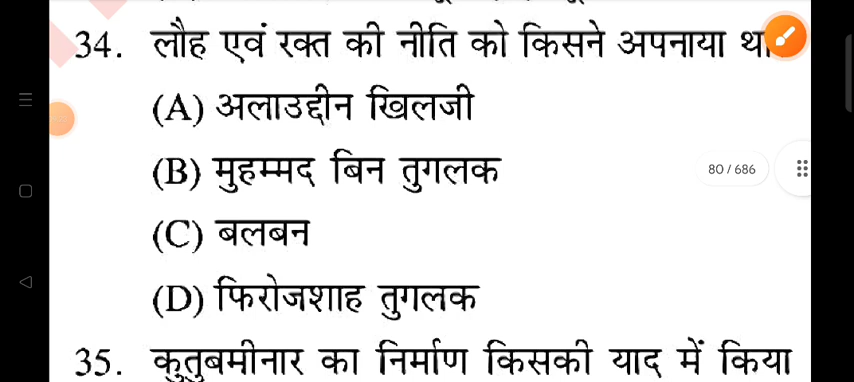 34. लौह एवं रक्त की नीति को किसने अपनाया
(A) अलाउद्दीन खिलजी
(B) मुहम्मद बिन तुगलक
80 / 686
(C) बलबन
(D) फिरोजशाह तुगलक
35. कुतुबमीनार का निर्माण किसकी याद में किया